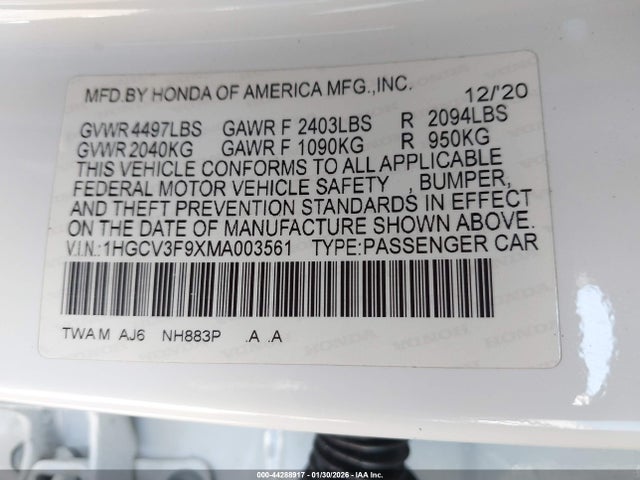 MFD.BY HONDA OF AMERICA MFG.,INC. 12/'20
GVWR 4497LBS GAWR F 2403LBS R 2094LBS
GVWR 2040KG GAWR F 1090KG R 950KG
THIS VEHICLE CONFORMS TO ALL APPLICABLE
FEDERAL MOTOR VEHICLE SAFETY , BUMPER,
AND THEFT PREVENTION STANDARDS IN EFFECT
ON THE DATE OF MANUFACTURE SHOWN ABOVE.
V.I.N.:1HGCV3F9XMA003561 TYPE:PASSENGER CAR
TWA M AJ6 NH883P .A .A
000-44288917 - 01/30/2026 - IAA Inc.